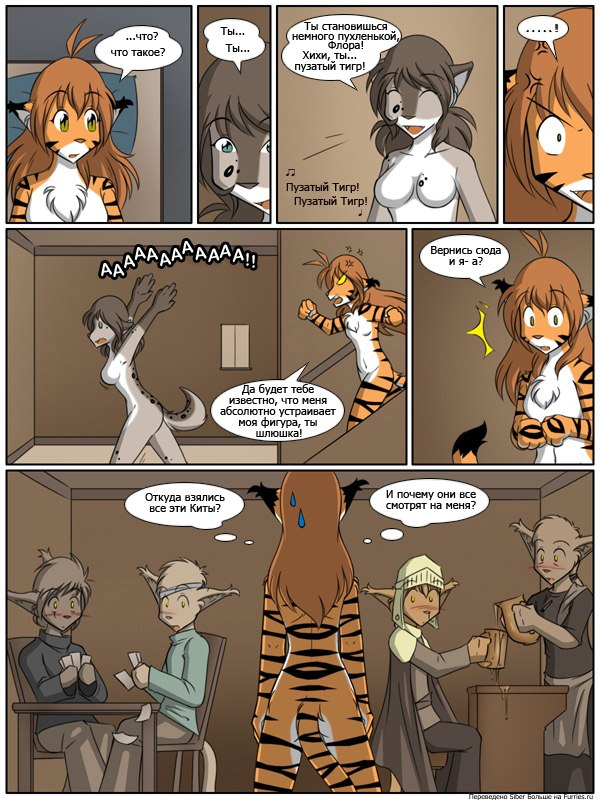 ...что?
что такое?
Ты...
Ты...
Ты становишься
немного пухленькой,
Флора!
Хихи, ты...
пузатый тигр!
Пузатый Тигр!
Пузатый Тигр!
.....!
ААААААААААААА!!
Да будет тебе
известно, что меня
абсолютно устраивает
моя фигура, ты
шлюшка!
Вернись сюда
и я- а?
Откуда взялись
все эти Киты?
И почему они все
смотрят на меня?
Переведено Siber Больше на Furries.ru